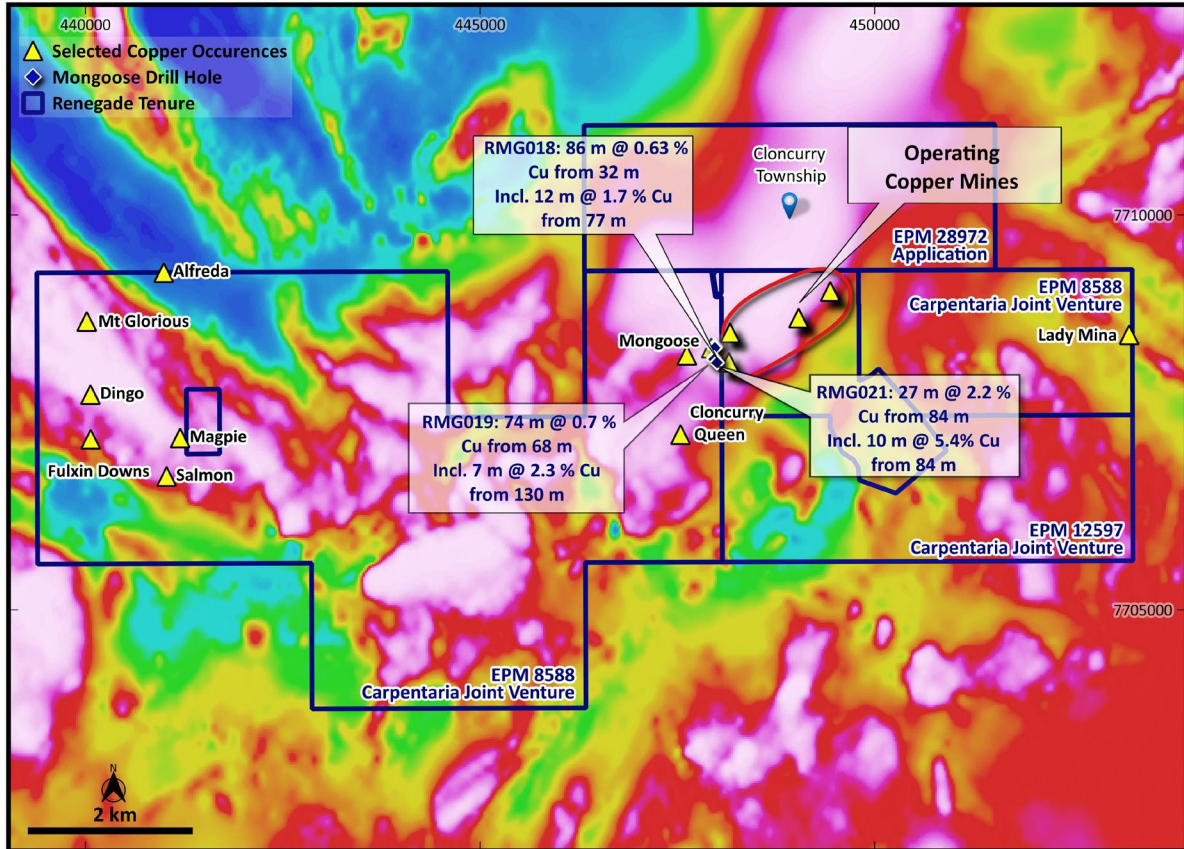 440000
445000
450000
Selected Copper Occurences
Mongoose Drill Hole
Renegade Tenure
RMG018: 86 m @ 0.63 %
Cu from 32 m
Incl. 12 m @ 1.7 % Cu
from 77 m
Cloncurry
Township
Operating
Copper Mines
7710000
EPM 28972
Application
Alfreda
EPM 8588
Carpentaria Joint Venture
Mt Glorious
Lady Mina
Mongoose
Dingo
RMG021: 27 m @ 2.2 %
Cu from 84 m
Incl. 10 m @ 5.4% Cu
from 84 m
RMG019: 74 m @ 0.7 %
Cu from 68 m
Incl. 7 m @ 2.3 % Cu
from 130 m
Cloncurry
Queen
Magpie
Fulxin Downs
Salmon
EPM 12597
Carpentaria Joint Venture
7705000
EPM 8588
Carpentaria Joint Venture
N
2 km